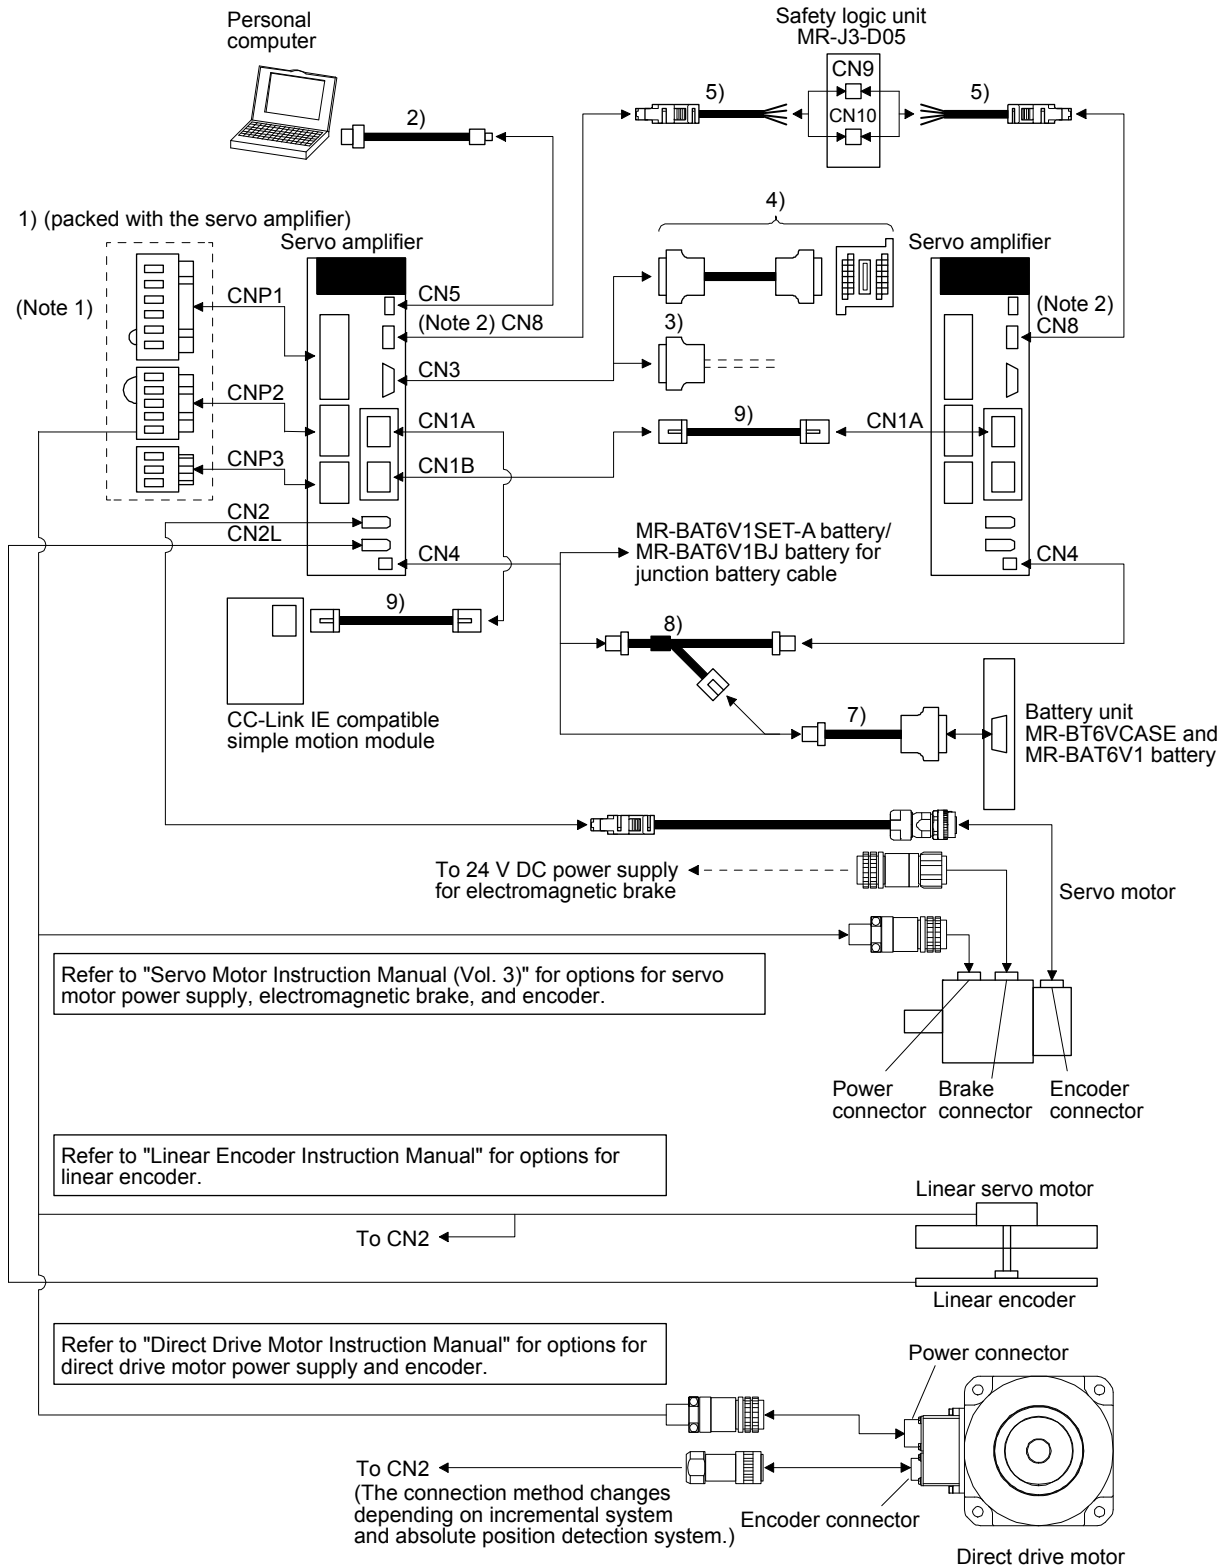 Personal
computer
Safety logic unit
MR-J3-D05
CN9
CN10
2)
5)
5)
1) (packed with the servo amplifier)
Servo amplifier
4)
Servo amplifier
(Note 1)
CNP1
CN5
(Note 2) CN8
3)
(Note 2)
CN8
CN3
CNP2
CN1A
9)
CN1A
CNP3
CN1B
CN2
CN2L
CN4
MR-BAT6V1SET-A battery/
MR-BAT6V1BJ battery for
junction battery cable
CN4
9)
8)
CC-Link IE compatible
simple motion module
7)
Battery unit
MR-BT6VCASE and
MR-BAT6V1 battery
To 24 V DC power supply
for electromagnetic brake
Servo motor
Refer to "Servo Motor Instruction Manual (Vol. 3)" for options for servo
motor power supply, electromagnetic brake, and encoder.
Power
connector
Brake
connector
Encoder
connector
Refer to "Linear Encoder Instruction Manual" for options for
linear encoder.
Linear servo motor
To CN2
Linear encoder
Refer to "Direct Drive Motor Instruction Manual" for options for
direct drive motor power supply and encoder.
Power connector
To CN2
(The connection method changes
depending on incremental system
and absolute position detection system.)
Encoder connector
Direct drive motor